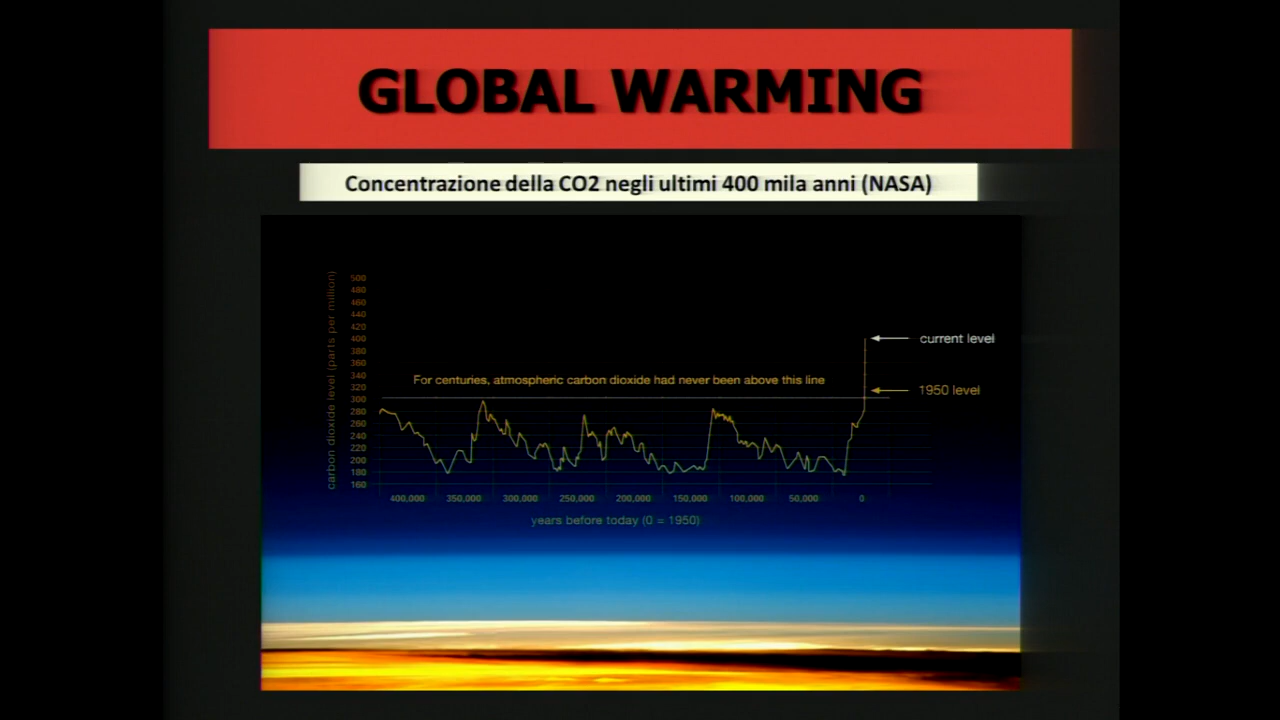 GLOBAL WARMING
Concentrazione della CO2 negli ultimi 400 mila anni (NASA)
carbon dioxide level (parts per million)
500
480
460
440
420
400
380
360
340
320
300
280
260
240
220
200
180
160
current level
For centuries, atmospheric carbon dioxide had never been above this line
1950 level
400,000 350,000 300,000 250,000 200,000 150,000 100,000 50,000 0
years before today (0 = 1950)